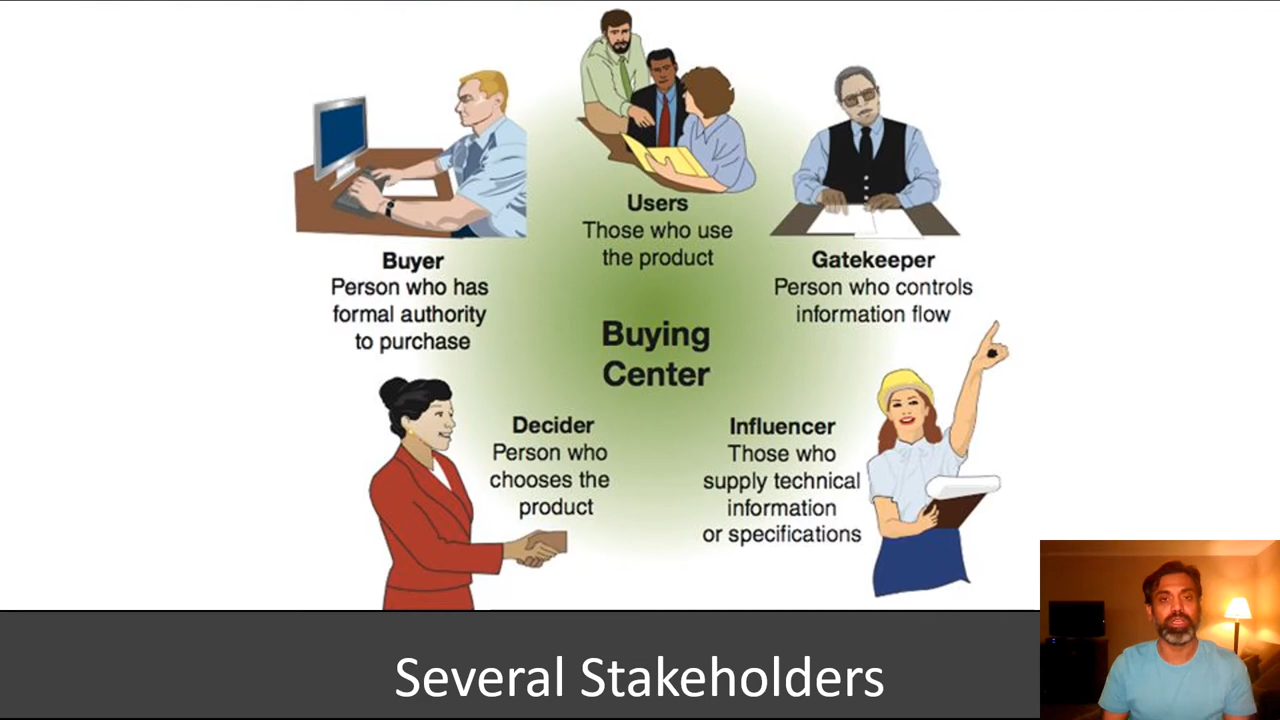 Users
Those who use
the product
Buyer
Person who has
formal authority
to purchase
Gatekeeper
Person who controls
information flow
Buying
Center
Decider
Person who
chooses the
product
Influencer
Those who
supply technical
information
or specifications
Several Stakeholders